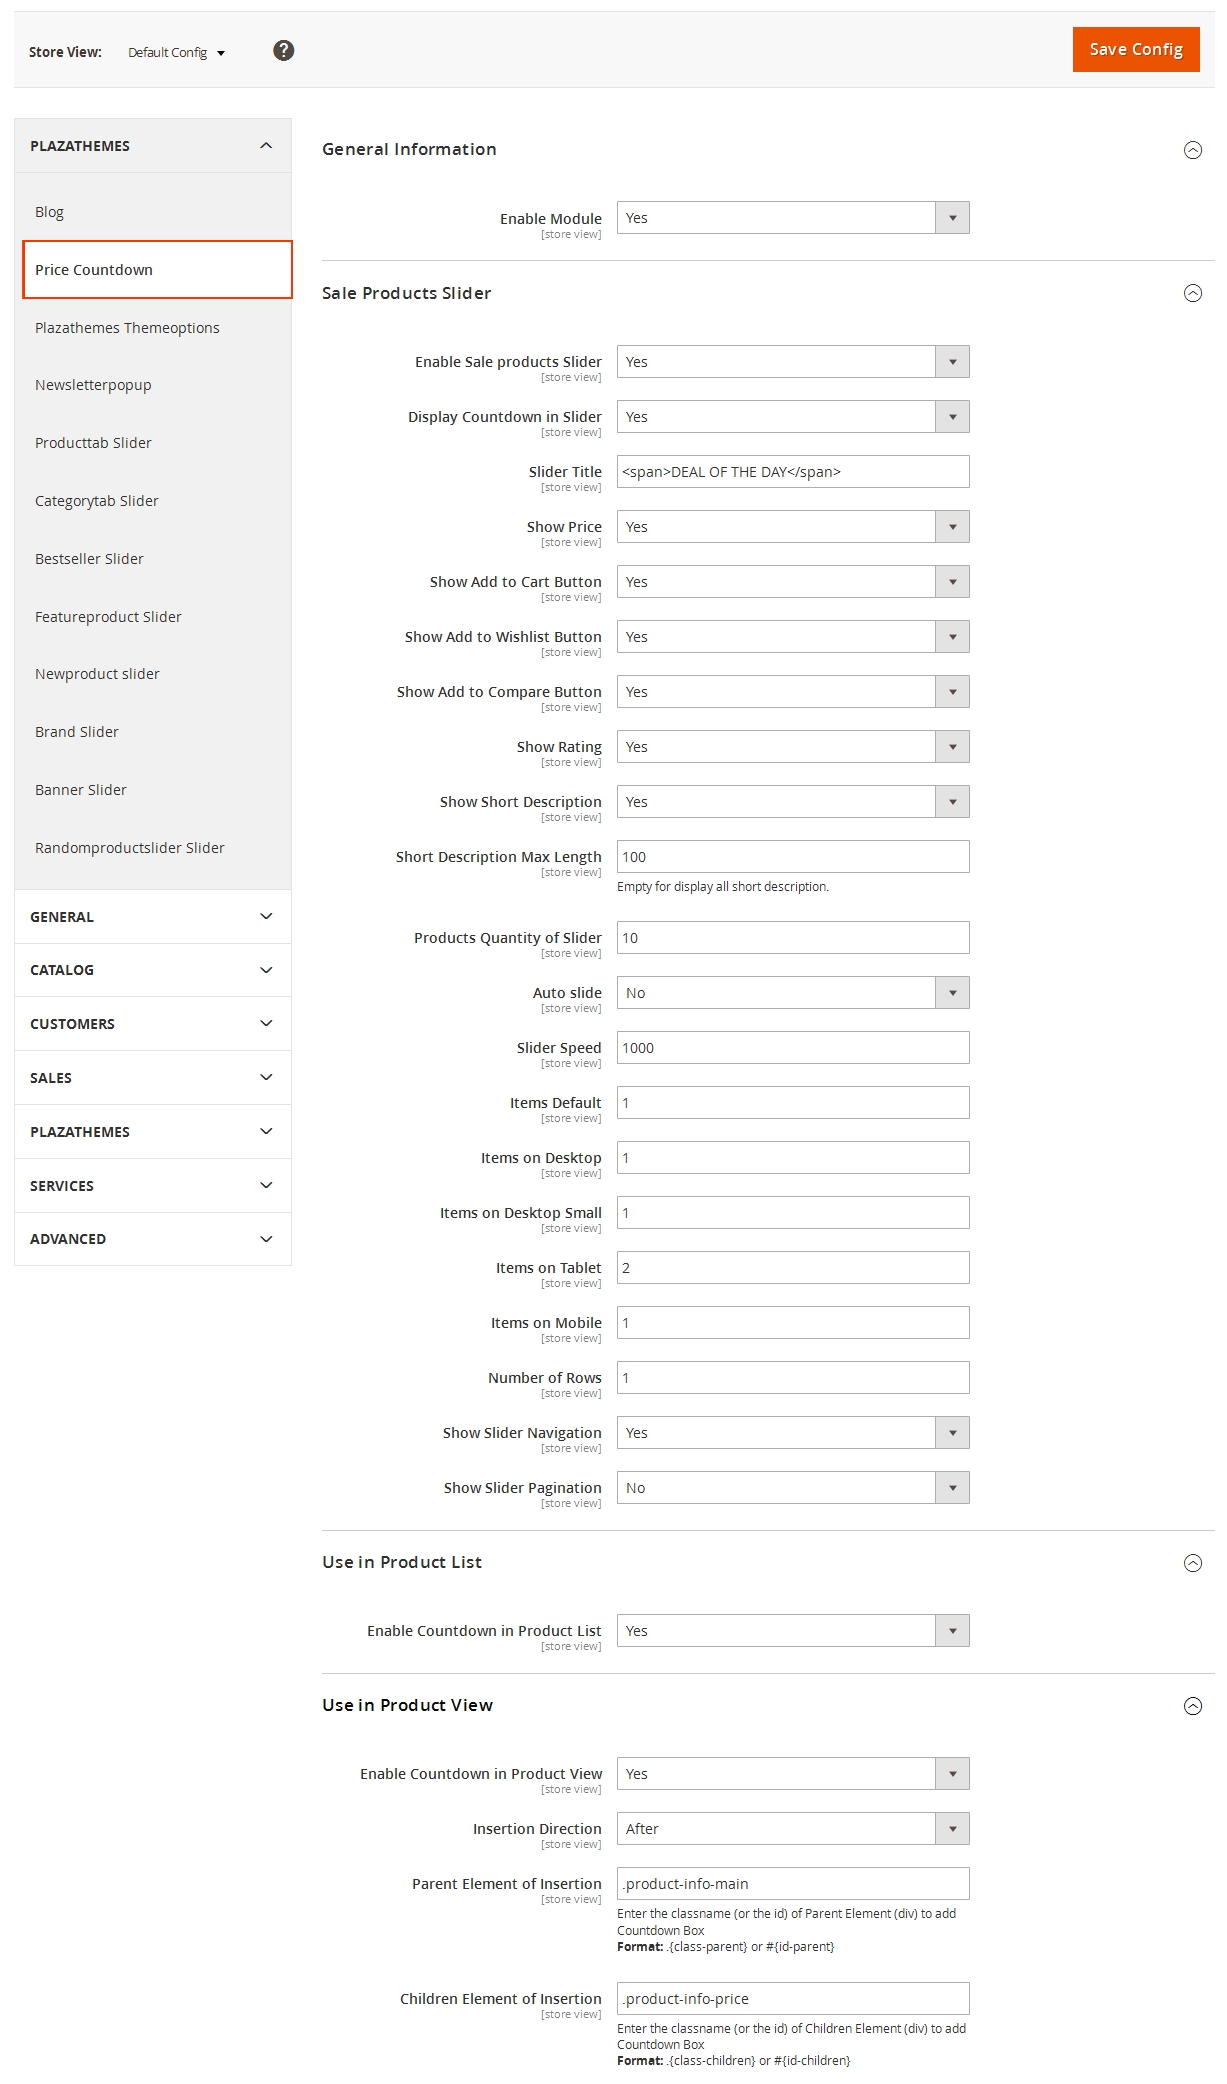 Store View: Default Config ? Save Config
PLAZATHEMES
Blog
Price Countdown
Plazathemes Themeoptions
Newsletterpopup
Producttab Slider
Categorytab Slider
Bestseller Slider
Featureproduct Slider
Newproduct slider
Brand Slider
Banner Slider
Randomproductslider Slider
GENERAL
CATALOG
CUSTOMERS
SALES
PLAZATHEMES
SERVICES
ADVANCED
General Information
Enable Module Yes
[store view]
Sale Products Slider
Enable Sale products Slider Yes
[store view]
Display Countdown in Slider Yes
[store view]
Slider Title <span>DEAL OF THE DAY</span>
[store view]
Show Price Yes
[store view]
Show Add to Cart Button Yes
[store view]
Show Add to Wishlist Button Yes
[store view]
Show Add to Compare Button Yes
[store view]
Show Rating Yes
[store view]
Show Short Description Yes
[store view]
Short Description Max Length 100
[store view]
Empty for display all short description.
Products Quantity of Slider 10
[store view]
Auto slide No
[store view]
Slider Speed 1000
[store view]
Items Default 1
[store view]
Items on Desktop 1
[store view]
Items on Desktop Small 1
[store view]
Items on Tablet 2
[store view]
Items on Mobile 1
[store view]
Number of Rows 1
[store view]
Show Slider Navigation Yes
[store view]
Show Slider Pagination No
[store view]
Use in Product List
Enable Countdown in Product List Yes
[store view]
Use in Product View
Enable Countdown in Product View Yes
[store view]
Insertion Direction After
[store view]
Parent Element of Insertion .product-info-main
[store view]
Enter the classname (or the id) of Parent Element (div) to add
Countdown Box
Format: .{class-parent} or #{id-parent}
Children Element of Insertion .product-info-price
[store view]
Enter the classname (or the id) of Children Element (div) to add
Countdown Box
Format: .{class-children} or #{id-children}